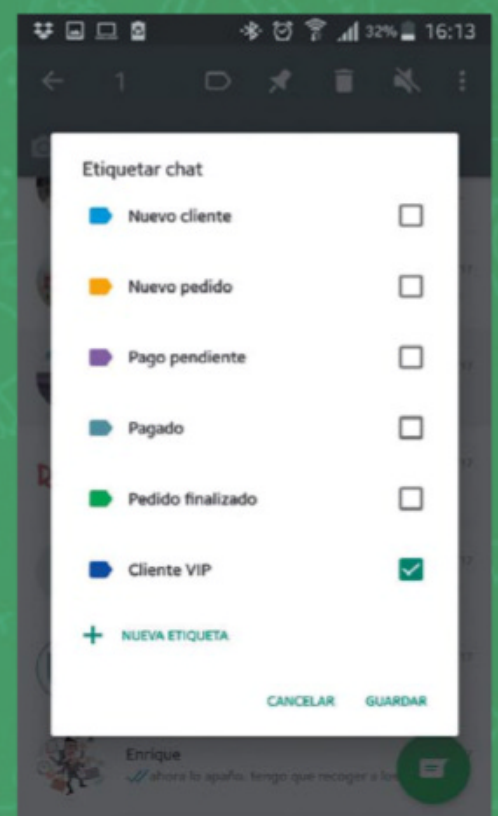 32% 16:13
1
Etiquetar chat
Nuevo cliente
Nuevo pedido
Pago pendiente
Pagado
Pedido finalizado
Cliente VIP
NUEVA ETIQUETA
CANCELAR GUARDAR
Enrique
ahora lo apaño. tengo que recoger a